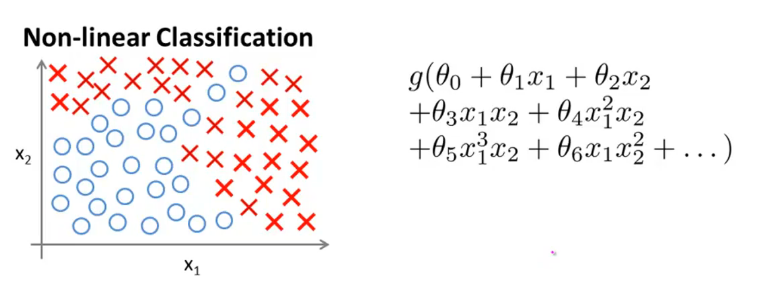 Non-linear Classification
x₂
x₁
g(θ₀ + θ₁x₁ + θ₂x₂
+θ₃x₁x₂ + θ₄x₁²x₂
+θ₅x₁³x₂ + θ₆x₁x₂² + . . . )